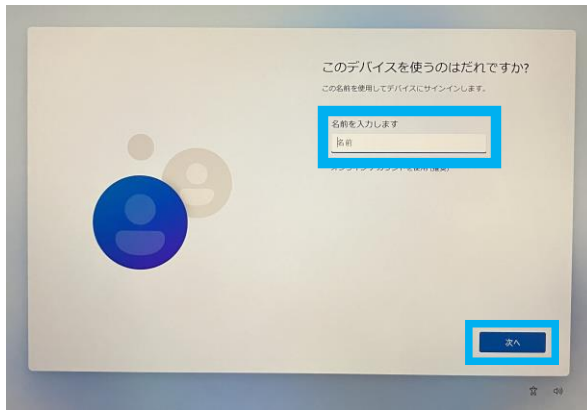 このデバイスを使うのはだれですか?
この名前を使用してデバイスにサインインします。
名前を入力します
名前
次へ